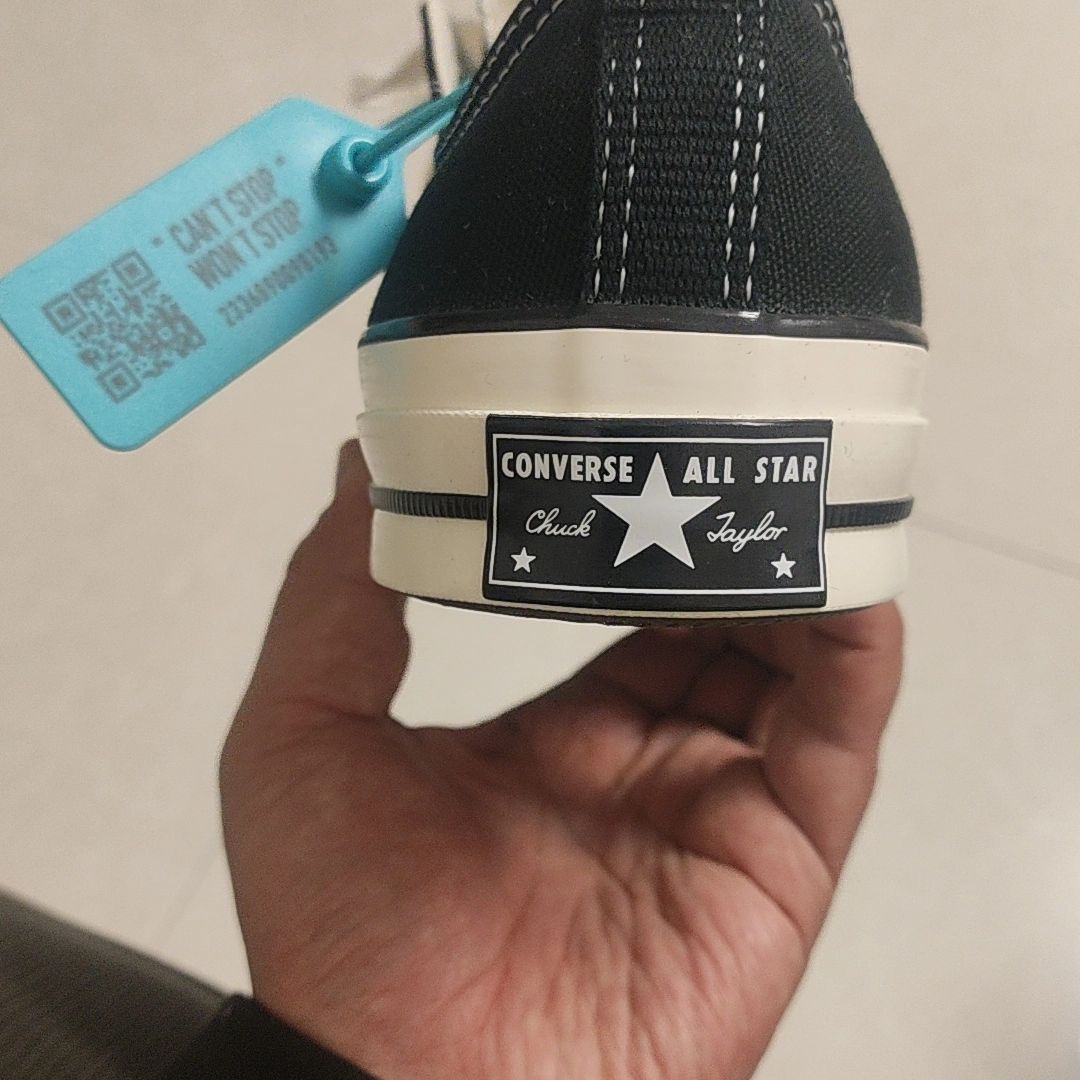 " CAN'T STOP "
WON'T STOP
CONVERSE ALL STAR
Chuck Taylor